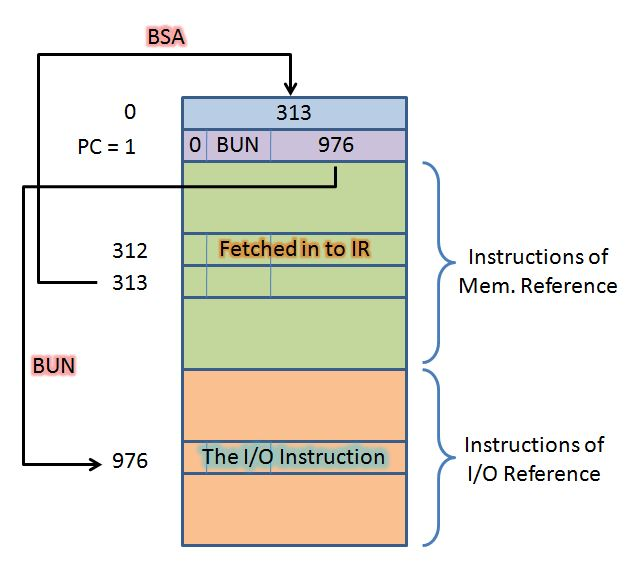 BSA
0 313
PC = 1 0 BUN 976
312 Fetched in to IR
313
Instructions of
Mem. Reference
BUN
976 The I/O Instruction
Instructions of
I/O Reference